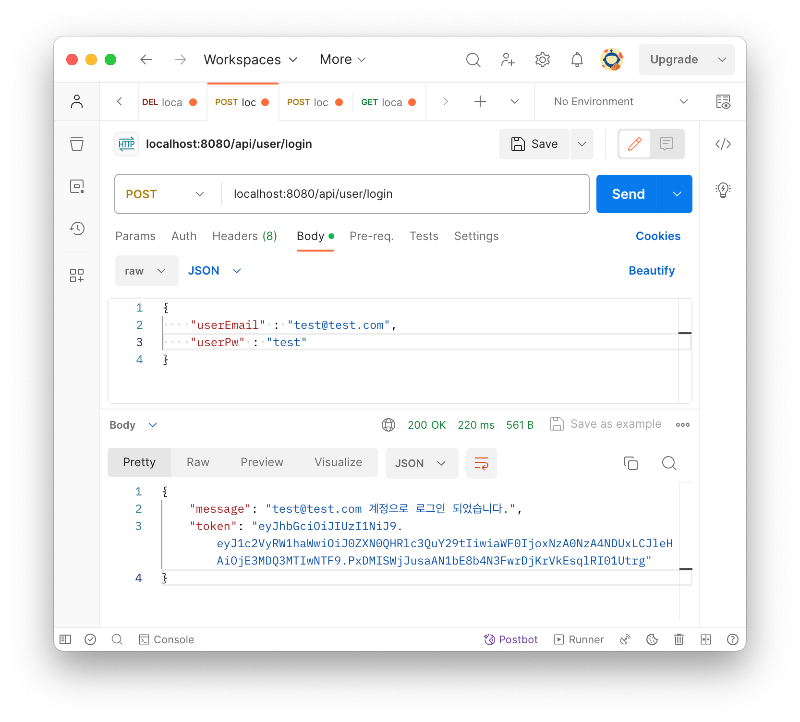 Workspaces More Upgrade
DEL loca POST loc POST loc GET loca No Environment
HTTP localhost:8080/api/user/login Save
POST localhost:8080/api/user/login Send
Params Auth Headers (8) Body Pre-req. Tests Settings Cookies
raw JSON Beautify
1 {
2 "userEmail" : "test@test.com",
3 "userPw" : "test"
4 }
Body 200 OK 220 ms 561 B Save as example
Pretty Raw Preview Visualize JSON
1 {
2 "message": "test@test.com 계정으로 로그인 되었습니다.",
3 "token": "eyJhbGciOiJIUzI1NiJ9.
eyJ1c2VyRW1haWwiOiJ0ZXN0QHRlc3QuY29tIiwiaWF0IjoxNzA0NzA4NDUxLCJleH
AiOjE3MDQ3MTIwNTF9.PxDMISWjJusaAN1bE8b4N3FwrDjKrVkEsqlRI01Utrg"
4 }
Console Postbot Runner